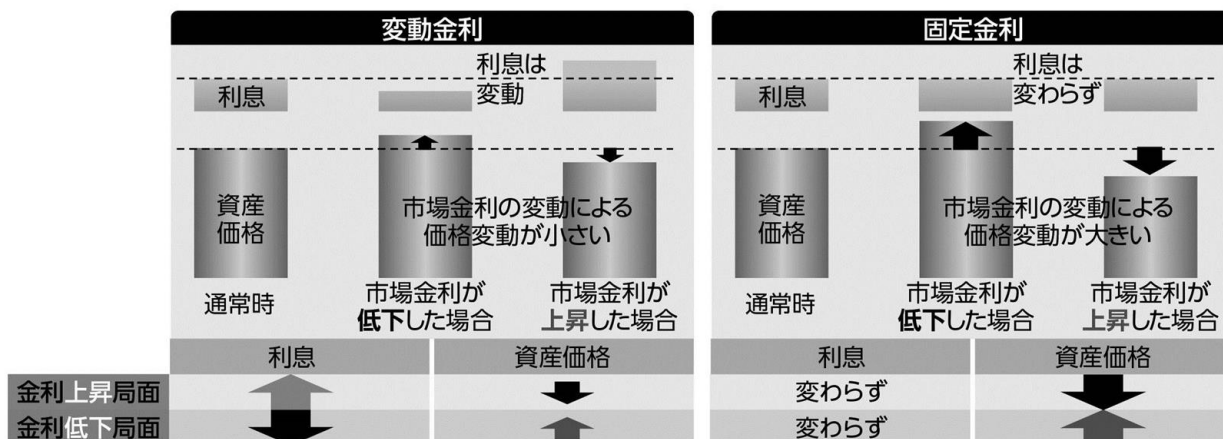 変動金利
利息は
変動
利息
資産
価格
市場金利の変動による
価格変動が小さい
通常時
市場金利が
低下した場合
市場金利が
上昇した場合
固定金利
利息は
変わらず
利息
資産
価格
市場金利の変動による
価格変動が大きい
通常時
市場金利が
低下した場合
市場金利が
上昇した場合
利息
資産価格
利息
資産価格
金利上昇局面
変わらず
金利低下局面
変わらず